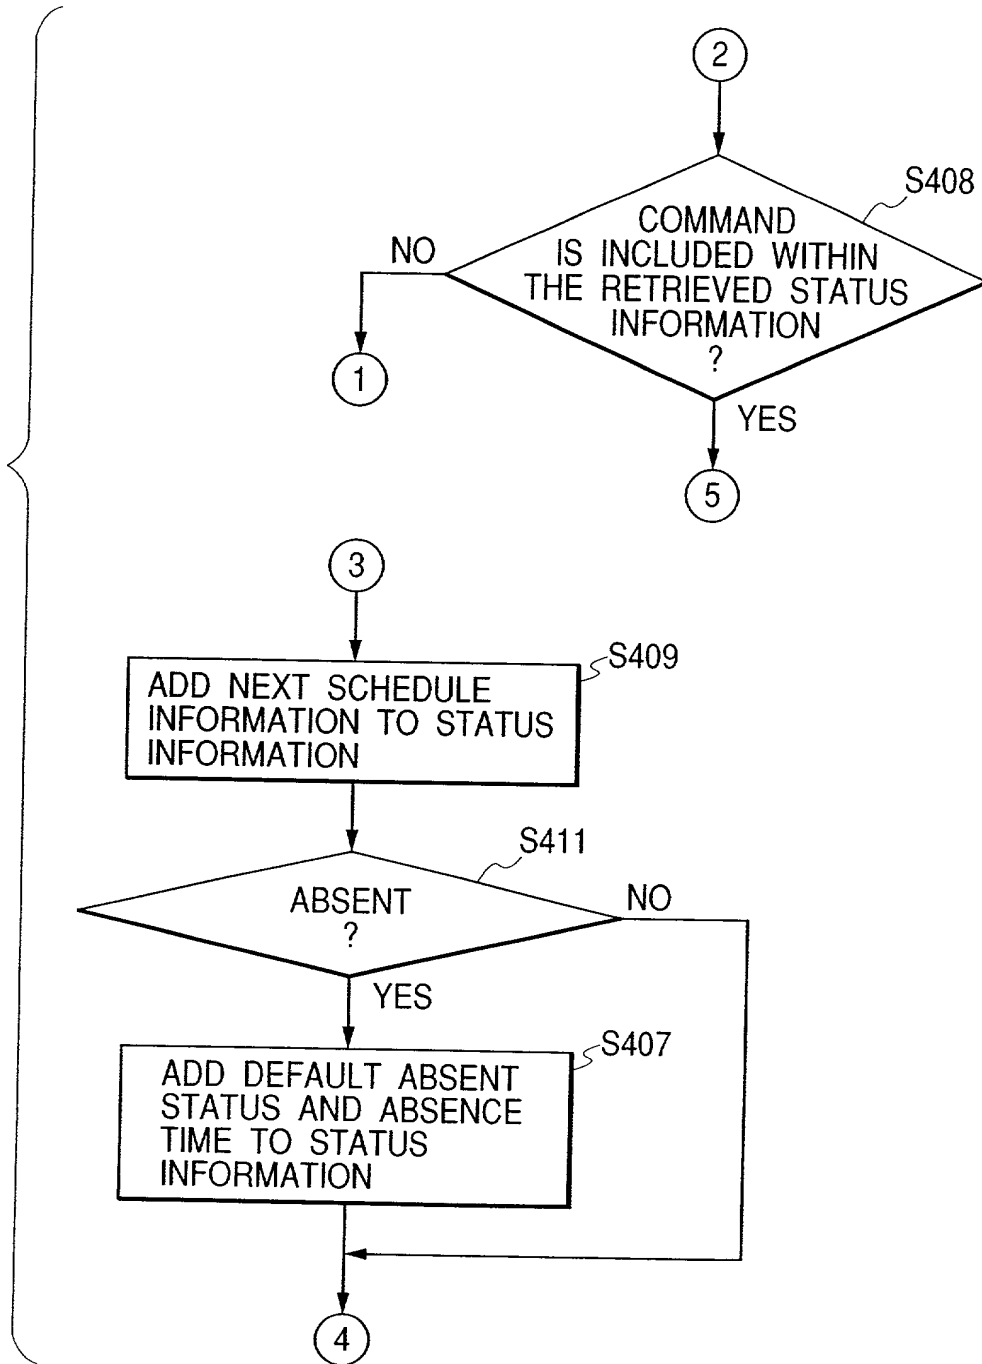 2
S408
COMMAND
IS INCLUDED WITHIN
THE RETRIEVED STATUS
INFORMATION
?
NO
1
YES
5
3
S409
ADD NEXT SCHEDULE
INFORMATION TO STATUS
INFORMATION
S411
ABSENT
?
NO
YES
S407
ADD DEFAULT ABSENT
STATUS AND ABSENCE
TIME TO STATUS
INFORMATION
4